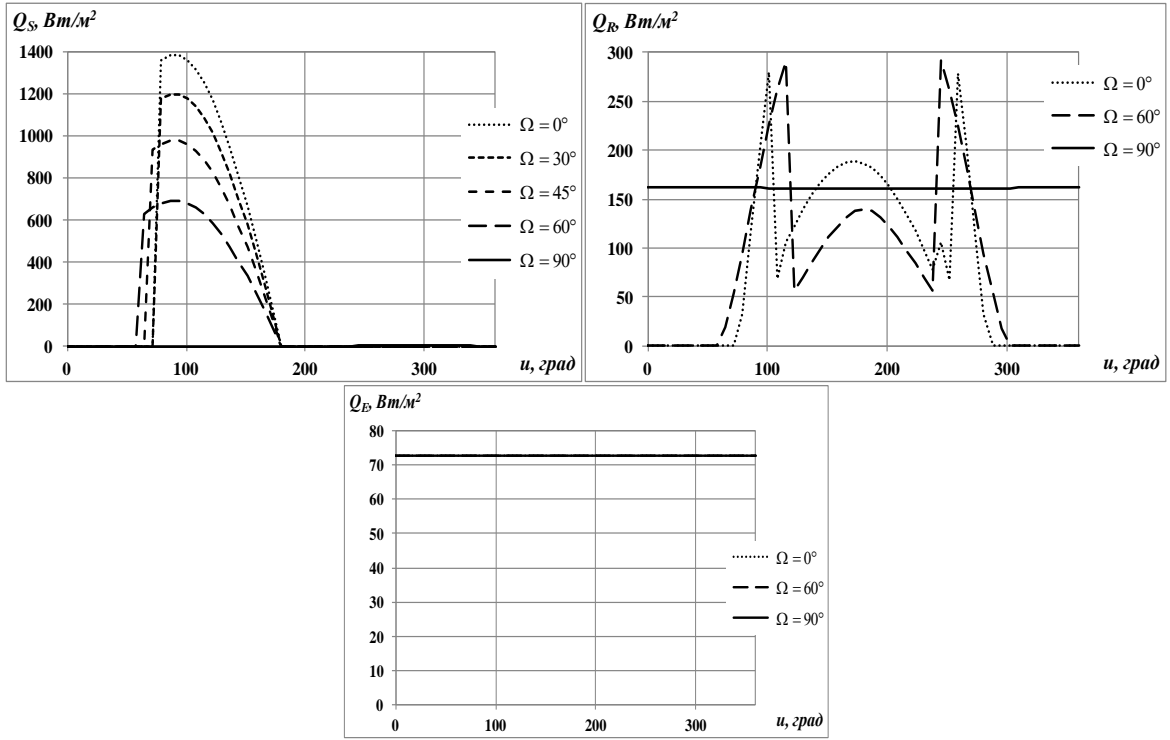 Q_S, Вт/м²
1400
1200
1000
800
600
400
200
0
0
100
200
300
u, град
Ω = 0°
Ω = 30°
Ω = 45°
Ω = 60°
Ω = 90°
Q_R, Вт/м²
300
250
200
150
100
50
0
0
100
200
300
u, град
Ω = 0°
Ω = 60°
Ω = 90°
Q_E, Вт/м²
80
70
60
50
40
30
20
10
0
0
100
200
300
u, град
Ω = 0°
Ω = 60°
Ω = 90°